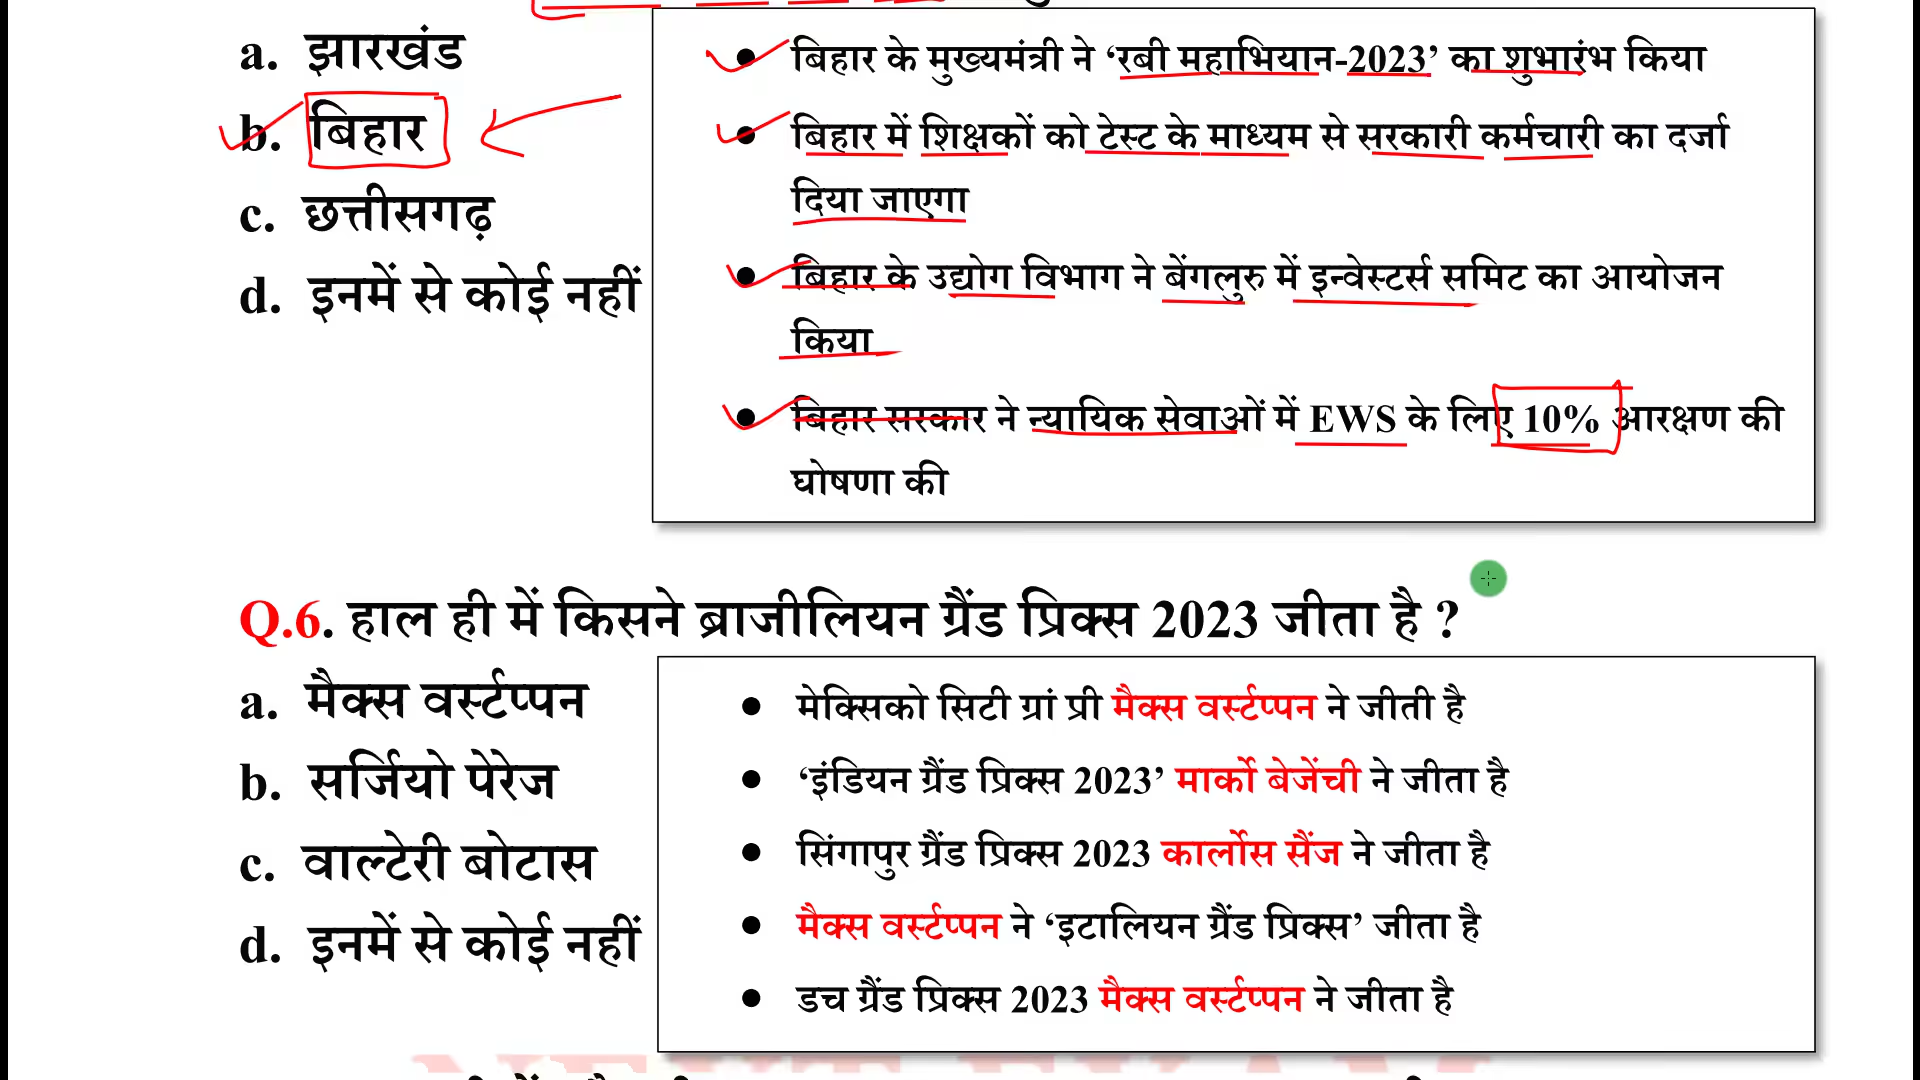 a. झारखंड
b. बिहार
c. छत्तीसगढ़
d. इनमें से कोई नहीं
● बिहार के मुख्यमंत्री ने ‘रबी महाभियान-2023’ का शुभारंभ किया
● बिहार में शिक्षकों को टेस्ट के माध्यम से सरकारी कर्मचारी का दर्जा
दिया जाएगा
● बिहार के उद्योग विभाग ने बेंगलुरु में इन्वेस्टर्स समिट का आयोजन
किया
● बिहार सरकार ने न्यायिक सेवाओं में EWS के लिए 10% आरक्षण की
घोषणा की
Q.6. हाल ही में किसने ब्राजीलियन ग्रैंड प्रिक्स 2023 जीता है ?
a. मैक्स वर्स्टप्पन
b. सर्जियो पेरेज
c. वाल्टेरी बोटास
d. इनमें से कोई नहीं
● मेक्सिको सिटी ग्रां प्री मैक्स वर्स्टप्पन ने जीती है
● ‘इंडियन ग्रैंड प्रिक्स 2023’ मार्को बेजेंची ने जीता है
● सिंगापुर ग्रैंड प्रिक्स 2023 कार्लोस सैंज ने जीता है
● मैक्स वर्स्टप्पन ने ‘इटालियन ग्रैंड प्रिक्स’ जीता है
● डच ग्रैंड प्रिक्स 2023 मैक्स वर्स्टप्पन ने जीता है